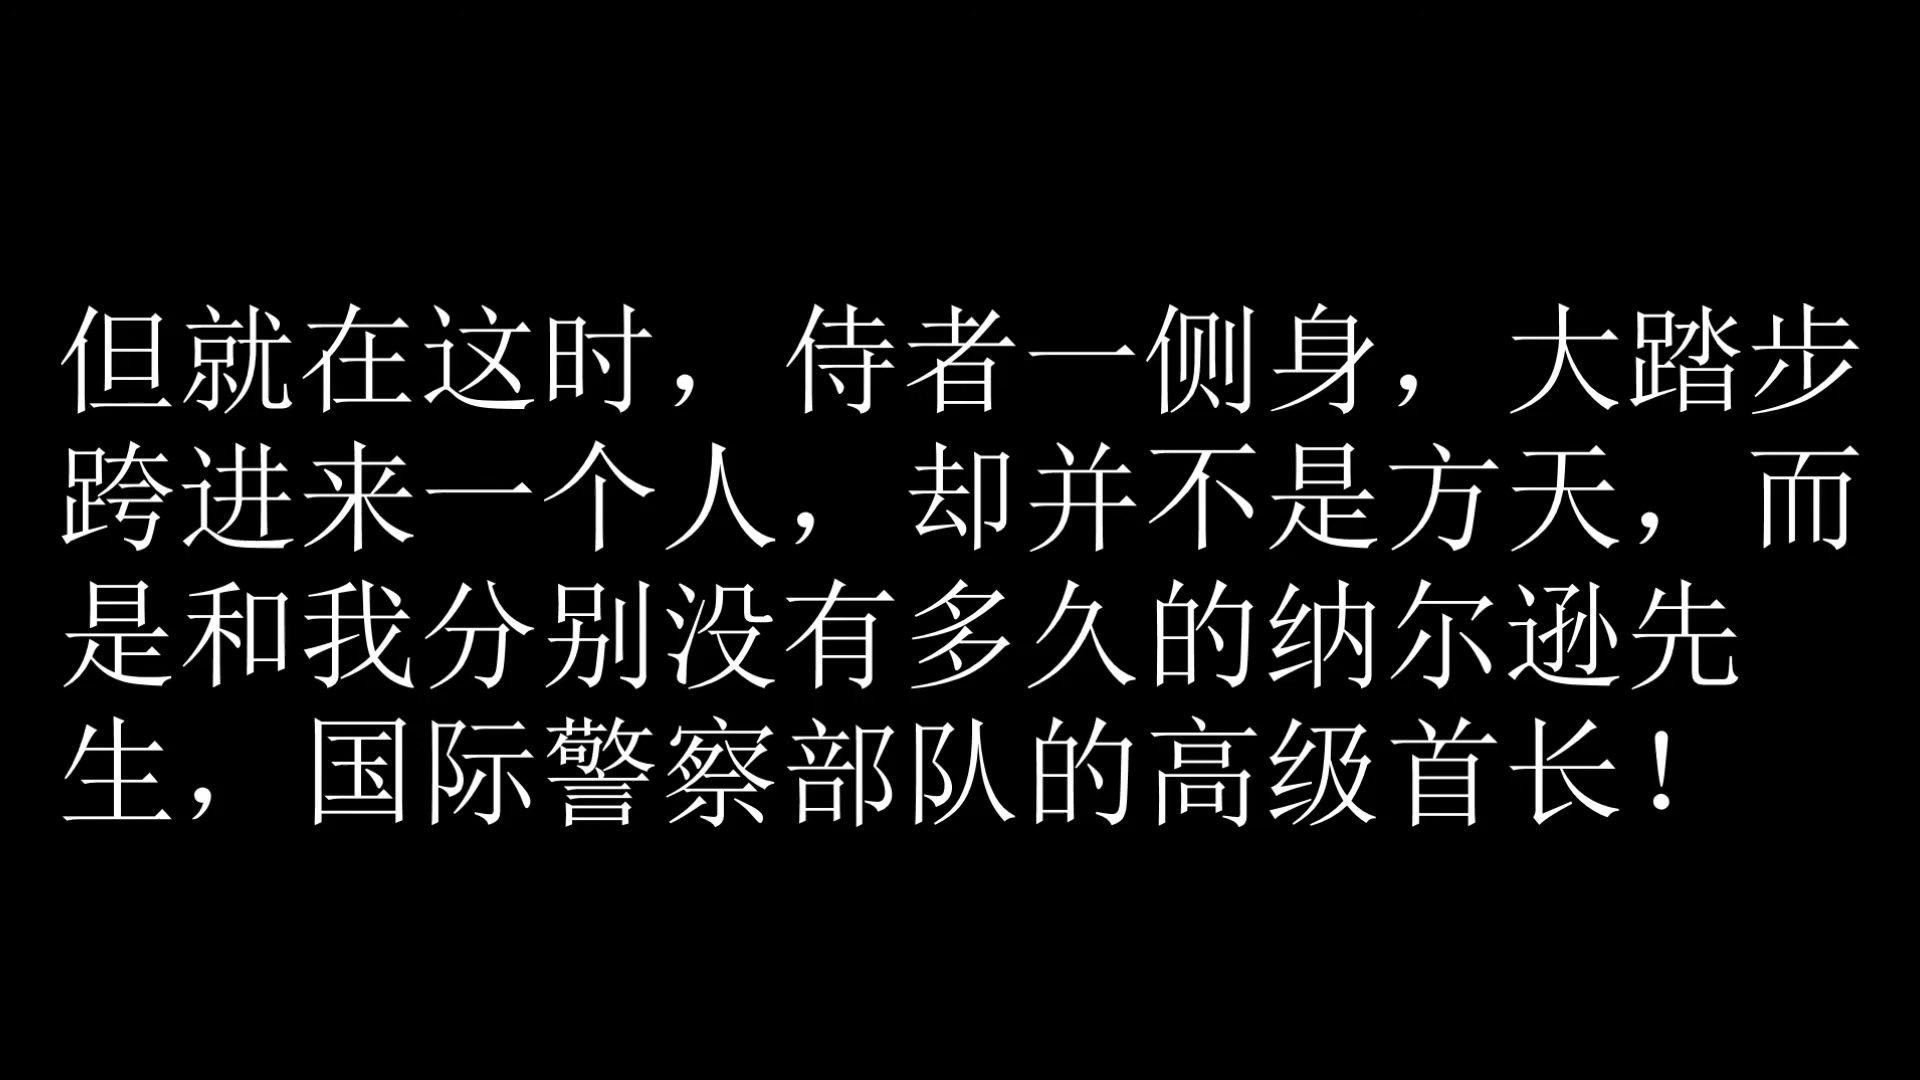 但就在这时，侍者一侧身，大踏步
跨进来一个人，却并不是方天，而
是和我分别没有多久的纳尔逊先
生，国际警察部队的高级首长！